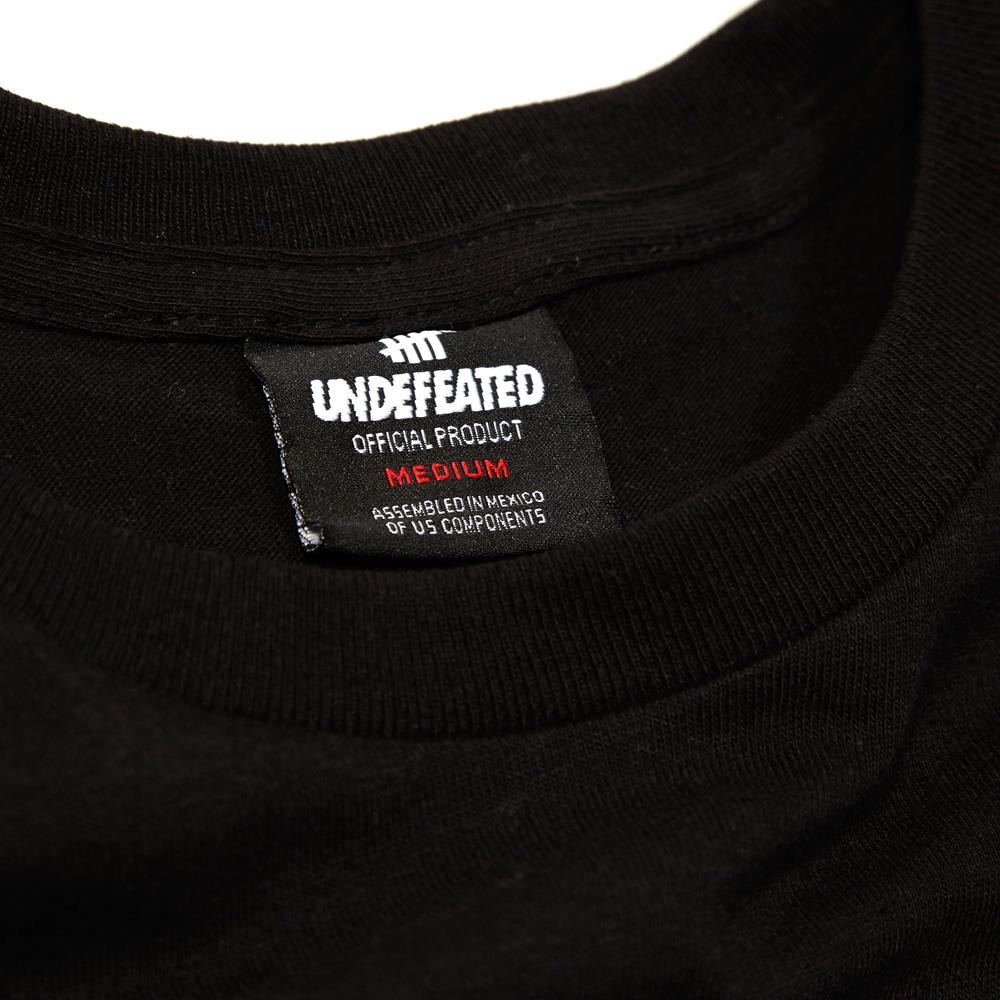 UNDEFEATED
OFFICIAL PRODUCT
MEDIUM
ASSEMBLED IN MEXICO
OF US COMPONENTS